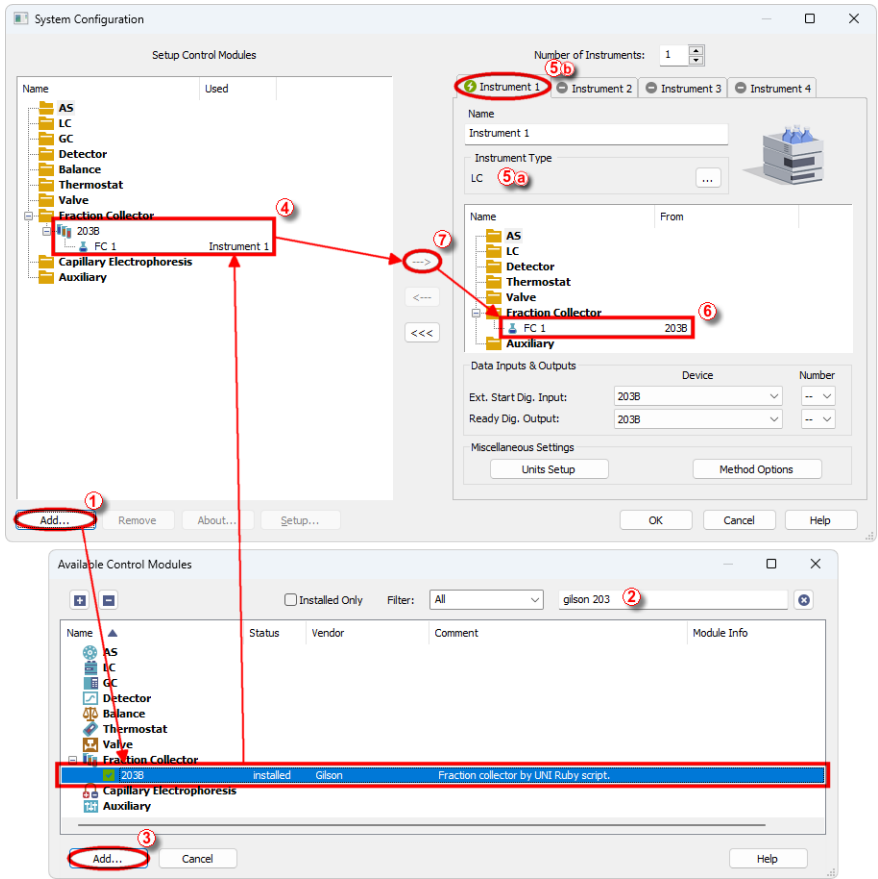 System Configuration
Setup Control Modules
Number of Instruments: 1
Name Used
AS
LC
GC
Detector
Balance
Thermostat
Valve
Fraction Collector
203B
FC 1 Instrument 1
Capillary Electrophoresis
Auxiliary
4
7
--->
<---
<<<
5 b
Instrument 1 Instrument 2 Instrument 3 Instrument 4
Name
Instrument 1
Instrument Type
LC 5 a ...
Name From
AS
LC
Detector
Thermostat
Valve
Fraction Collector
6
FC 1 203B
Auxiliary
Data Inputs & Outputs
Device Number
Ext. Start Dig. Input: 203B --
Ready Dig. Output: 203B --
Miscellaneous Settings
Units Setup Method Options
1
Add... Remove About... Setup... OK Cancel Help
Available Control Modules
Installed Only Filter: All gilson 203 2
Name Status Vendor Comment Module Info
AS
LC
GC
Detector
Balance
Thermostat
Valve
Fraction Collector
203B installed Gilson Fraction collector by UNI Ruby script.
Capillary Electrophoresis
Auxiliary
3
Add... Cancel Help